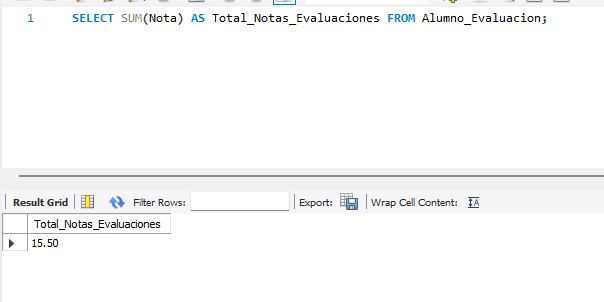 1 SELECT SUM(Nota) AS Total_Notas_Evaluaciones FROM Alumno_Evaluacion;
Result Grid Filter Rows: Export: Wrap Cell Content: IA
Total_Notas_Evaluaciones
15.50